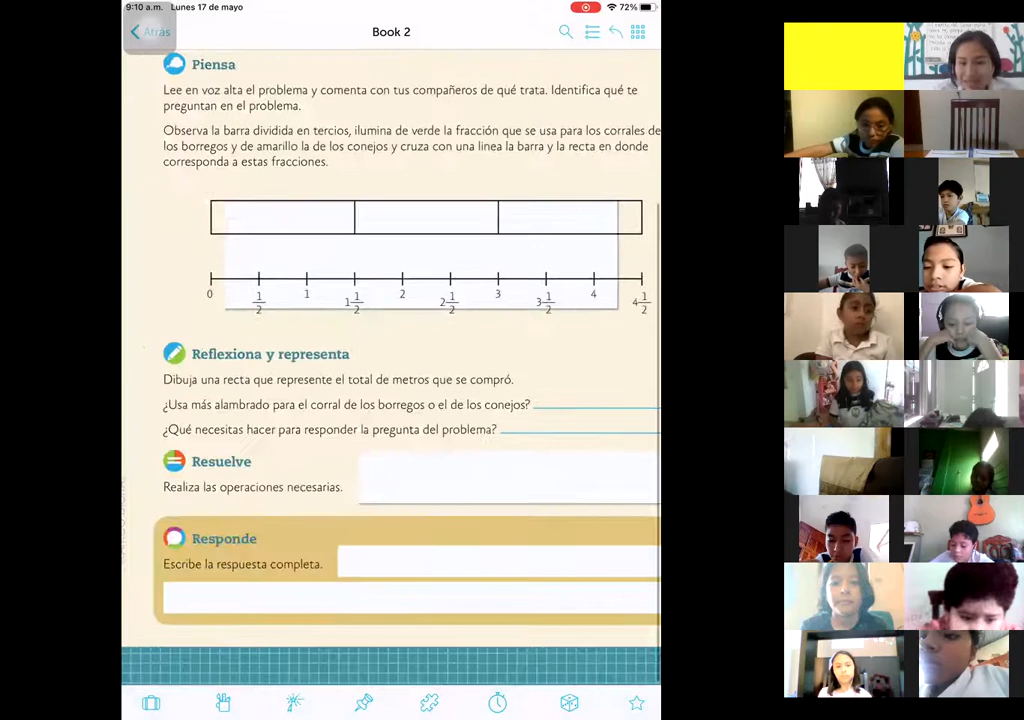 9:10 a.m. Lunes 17 de mayo
72%
Atrás
Book 2
Piensa
Lee en voz alta el problema y comenta con tus compañeros de qué trata. Identifica qué te
preguntan en el problema.
Observa la barra dividida en tercios, ilumina de verde la fracción que se usa para los corrales de
los borregos y de amarillo la de los conejos y cruza con una linea la barra y la recta en donde
corresponda a estas fracciones.
0 1/2 1 1 1/2 2 2 1/2 3 3 1/2 4 4 1/2
Reflexiona y representa
Dibuja una recta que represente el total de metros que se compró.
¿Usa más alambrado para el corral de los borregos o el de los conejos?
¿Qué necesitas hacer para responder la pregunta del problema?
Resuelve
Realiza las operaciones necesarias.
Responde
Escribe la respuesta completa.